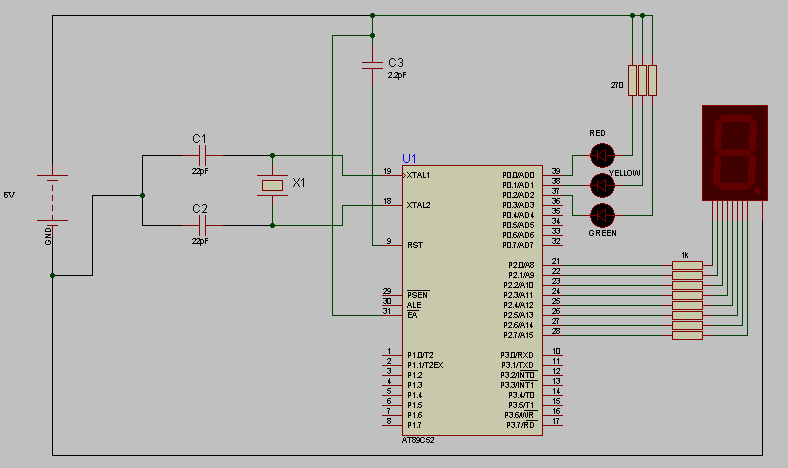 C3
2.2pF
270
RED
YELLOW
GREEN
C1
22pF
X1
C2
22pF
GND
U1
19 XTAL1
18 XTAL2
9 RST
29 PSEN
30 ALE
31 EA
1 P1.0/T2
2 P1.1/T2EX
3 P1.2
4 P1.3
5 P1.4
6 P1.5
7 P1.6
8 P1.7
P0.0/AD0 39
P0.1/AD1 38
P0.2/AD2 37
P0.3/AD3 36
P0.4/AD4 35
P0.5/AD5 34
P0.6/AD6 33
P0.7/AD7 32
P2.0/A8 21
P2.1/A9 22
P2.2/A10 23
P2.3/A11 24
P2.4/A12 25
P2.5/A13 26
P2.6/A14 27
P2.7/A15 28
P3.0/RXD 10
P3.1/TXD 11
P3.2/INT0 12
P3.3/INT1 13
P3.4/T0 14
P3.5/T1 15
P3.6/WR 16
P3.7/RD 17
AT89C52
1k